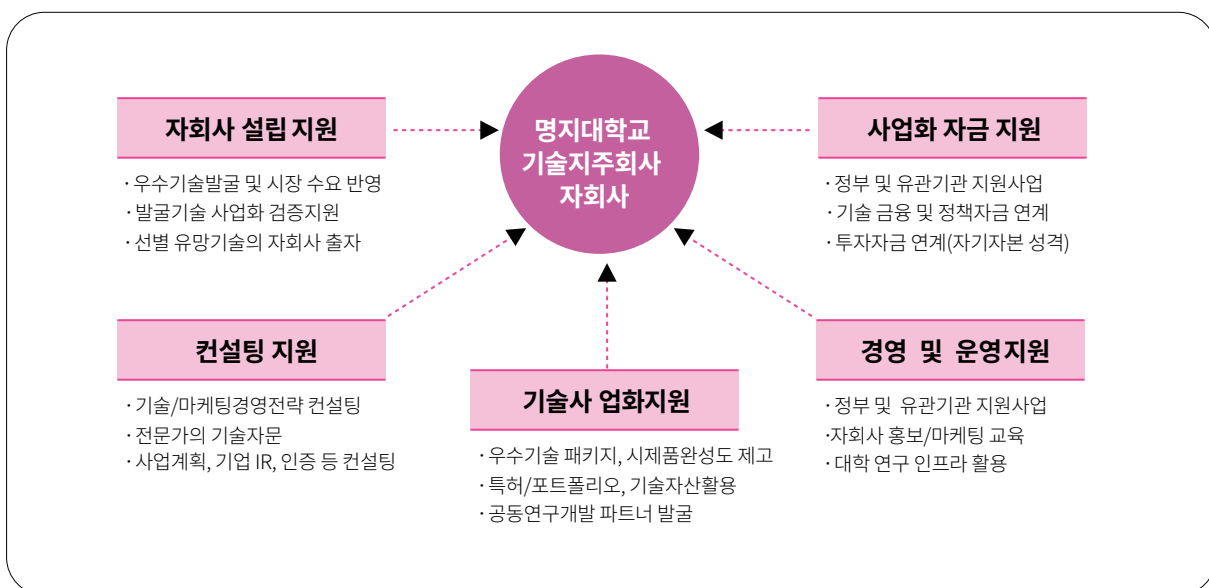 명지대학교
기술지주회사
자회사
자회사 설립 지원
· 우수기술발굴 및 시장 수요 반영
· 발굴기술 사업화 검증지원
· 선별 유망기술의 자회사 출자
사업화 자금 지원
· 정부 및 유관기관 지원사업
· 기술 금융 및 정책자금 연계
· 투자자금 연계(자기자본 성격)
컨설팅 지원
· 기술/마케팅경영전략 컨설팅
· 전문가의 기술자문
· 사업계획, 기업 IR, 인증 등 컨설팅
기술사 업화지원
· 우수기술 패키지, 시제품완성도 제고
· 특허/포트폴리오, 기술자산활용
· 공동연구개발 파트너 발굴
경영 및 운영지원
· 정부 및 유관기관 지원사업
·자회사 홍보/마케팅 교육
· 대학 연구 인프라 활용